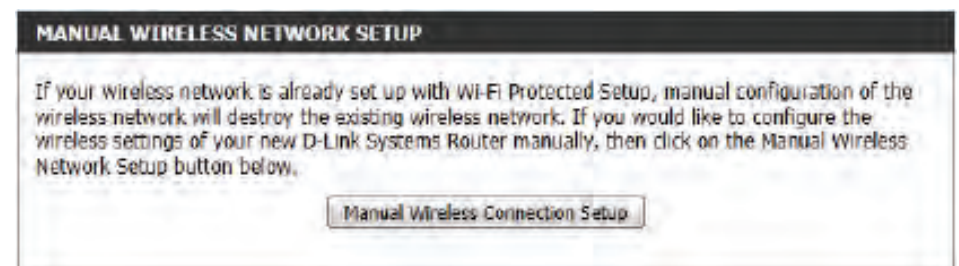 MANUAL WIRELESS NETWORK SETUP
If your wireless network is already set up with Wi-Fi Protected Setup, manual configuration of the
wireless network will destroy the existing wireless network. If you would like to configure the
wireless settings of your new D-Link Systems Router manually, then click on the Manual Wireless
Network Setup button below.
Manual Wireless Connection Setup